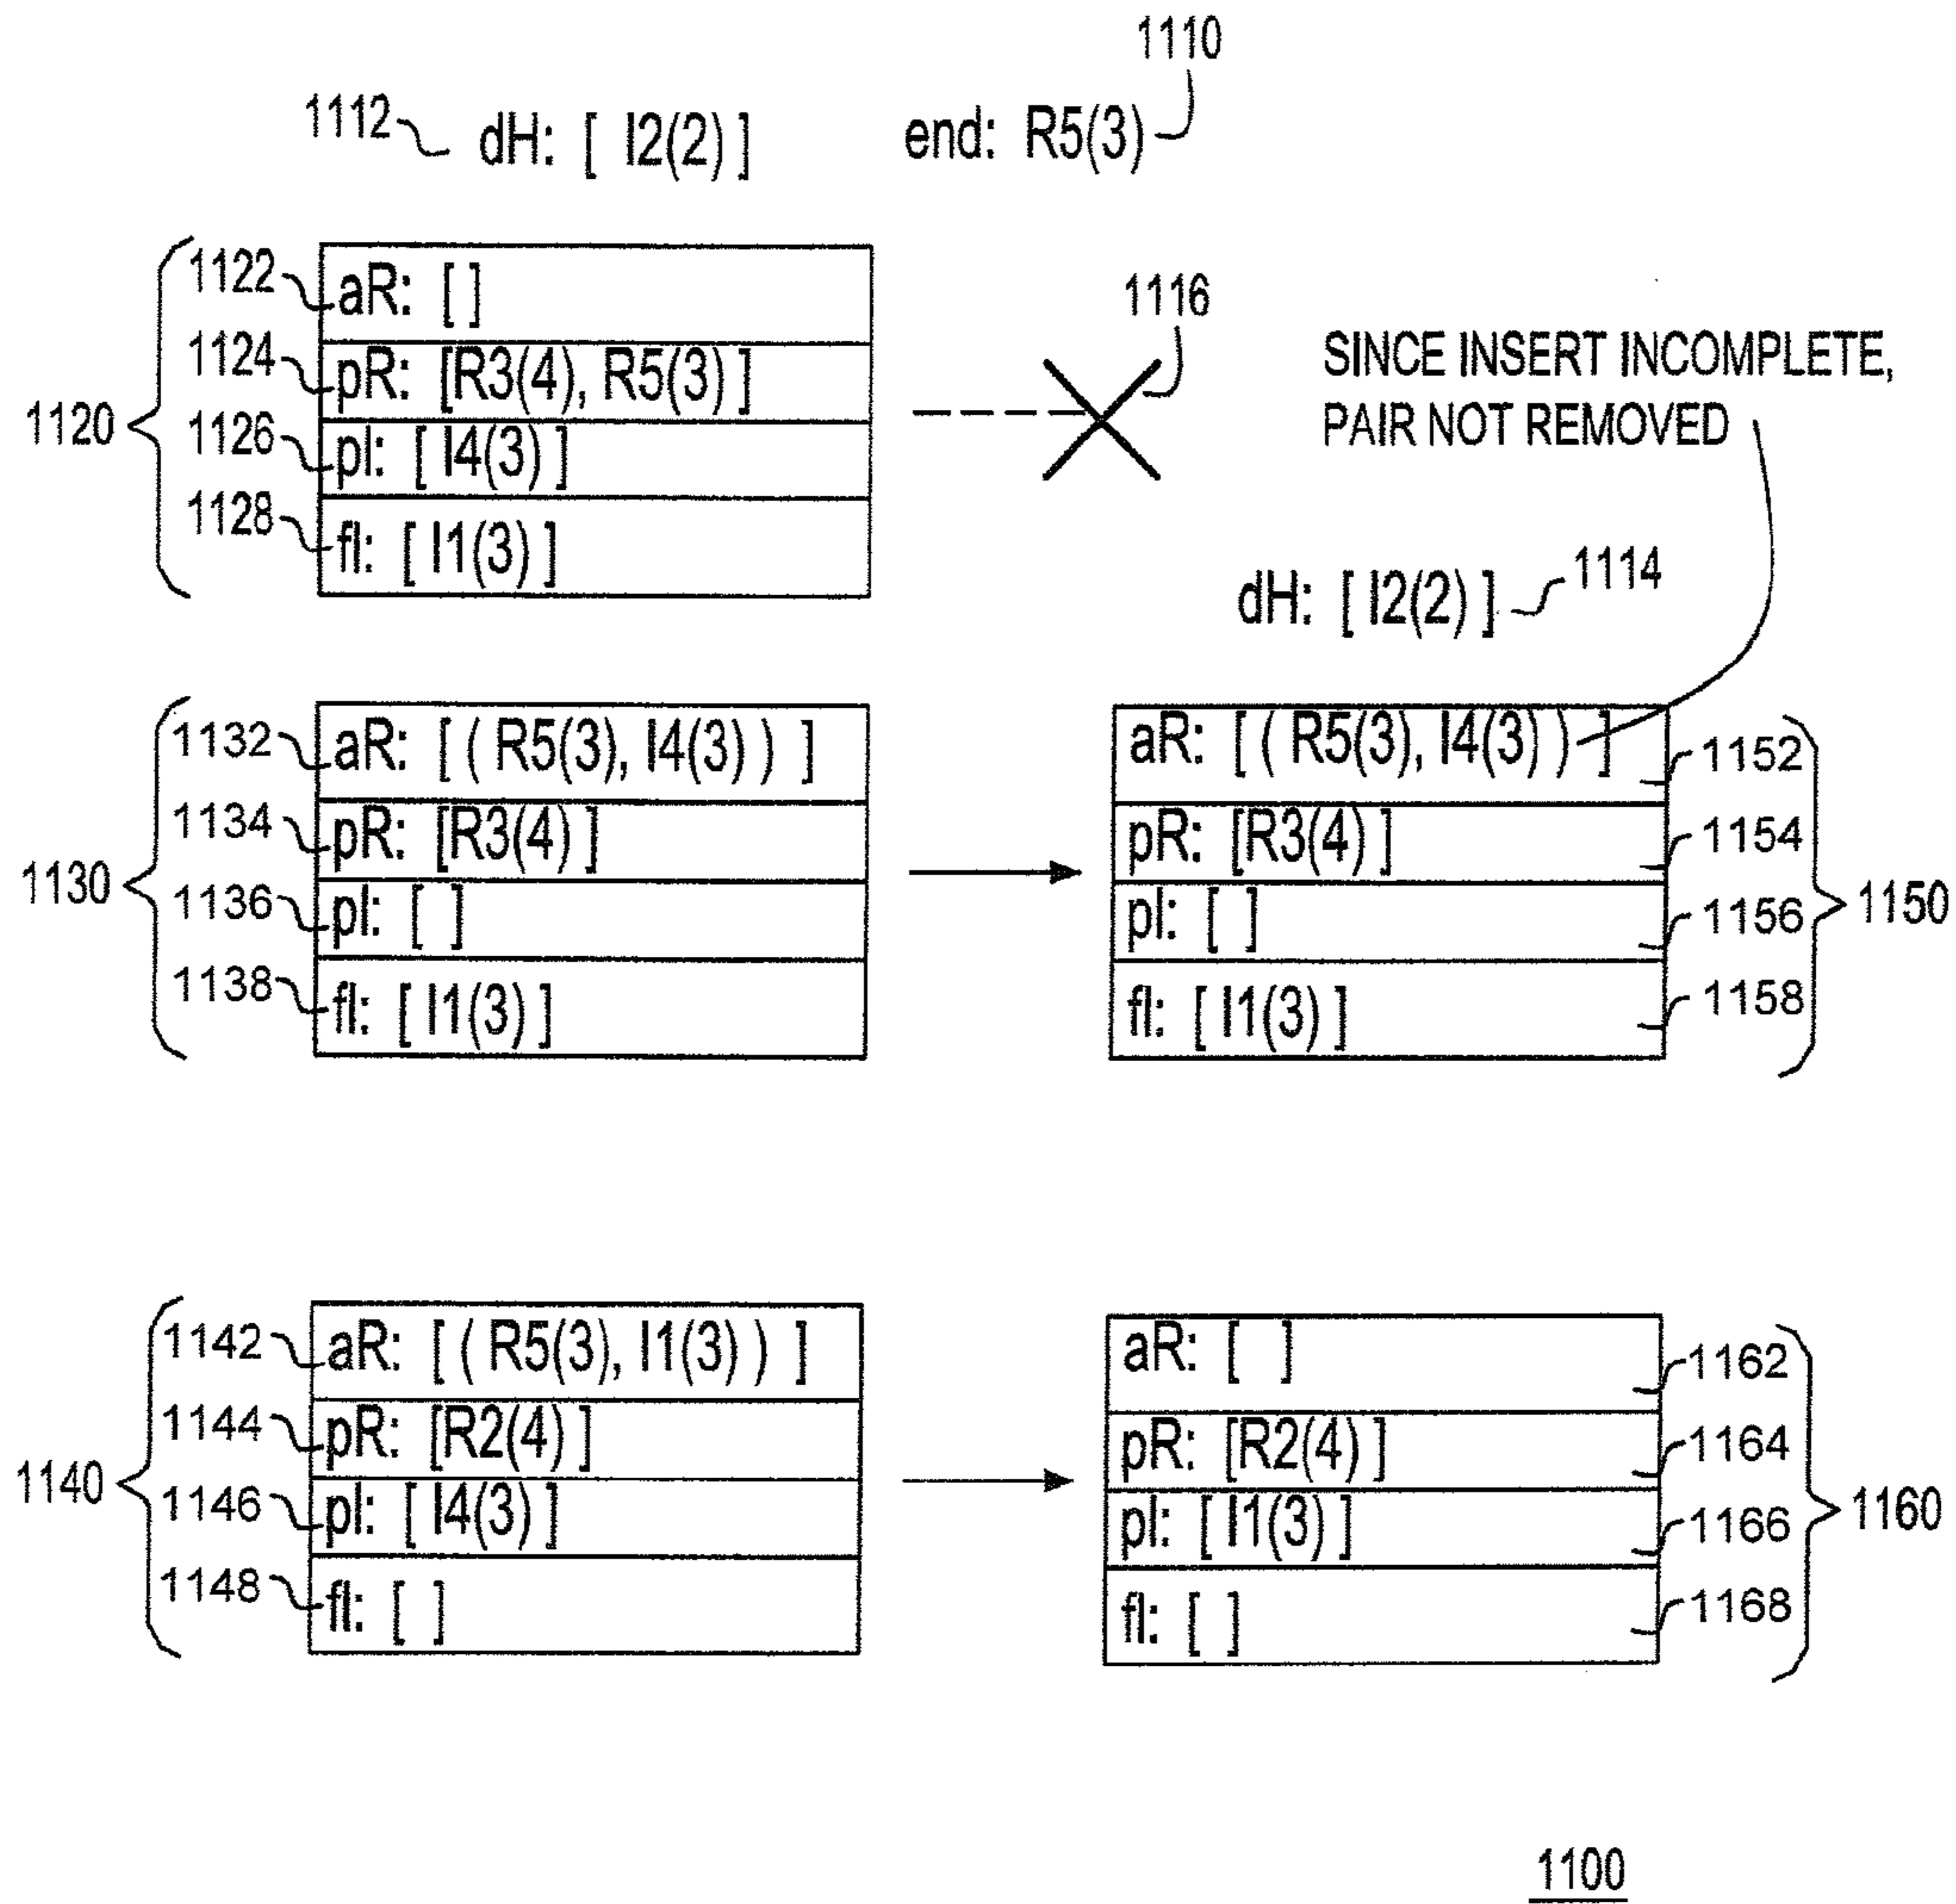 1110
1112 dH: [ I2(2) ] end: R5(3)
1120
1122 aR: [ ]
1124 pR: [R3(4), R5(3) ]
1126 pI: [ I4(3) ]
1128 fI: [ I1(3) ]
1116
SINCE INSERT INCOMPLETE,
PAIR NOT REMOVED
dH: [ I2(2) ] 1114
1130
1132 aR: [ ( R5(3), I4(3) ) ]
1134 pR: [R3(4) ]
1136 pI: [ ]
1138 fI: [ I1(3) ]
aR: [ ( R5(3), I4(3) ) ] 1152
pR: [R3(4) ] 1154
pI: [ ] 1156
fI: [ I1(3) ] 1158
1150
1140
1142 aR: [ ( R5(3), I1(3) ) ]
1144 pR: [R2(4) ]
1146 pI: [ I4(3) ]
1148 fI: [ ]
aR: [ ] 1162
pR: [R2(4) ] 1164
pI: [ I1(3) ] 1166
fI: [ ] 1168
1160
1100